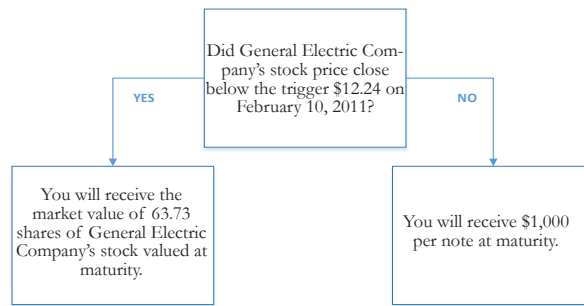 Did General Electric Com-
pany's stock price close
below the trigger $12.24 on
February 10, 2011?
YES
NO
You will receive the
market value of 63.73
shares of General Electric
Company's stock valued at
maturity.
You will receive $1,000
per note at maturity.